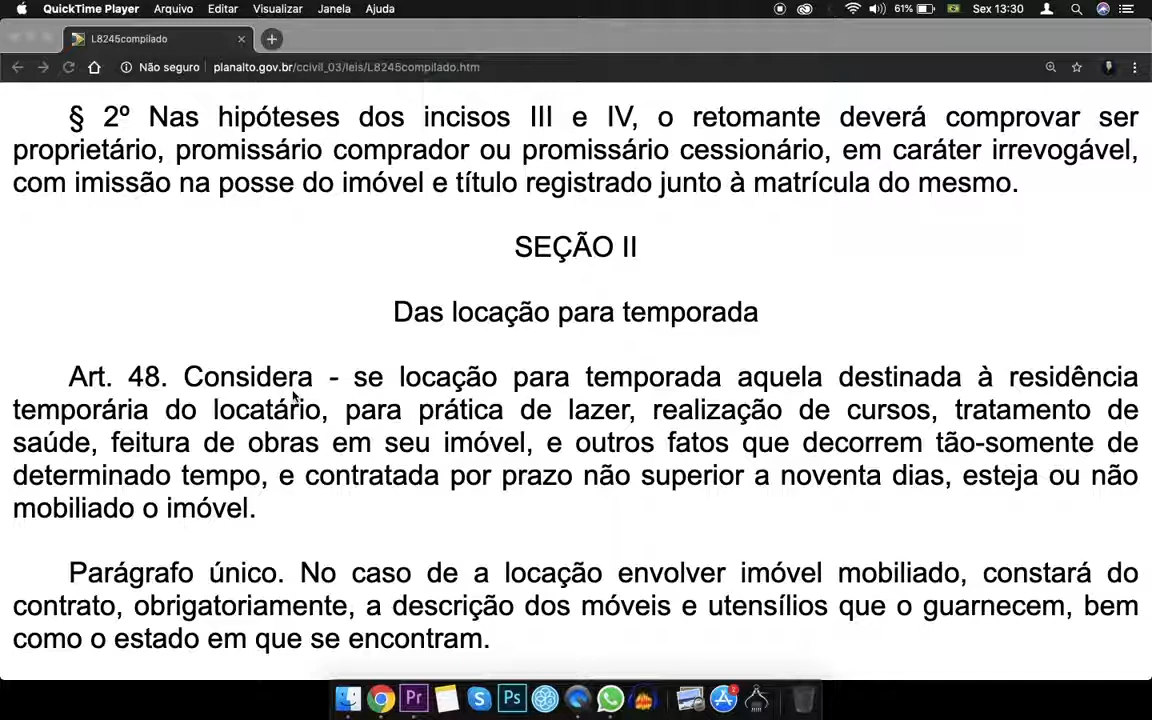 QuickTime Player Arquivo Editar Visualizar Janela Ajuda 61% Sex 13:30
L8245compilado
Não seguro planalto.gov.br/ccivil_03/leis/L8245compilado.htm
§ 2º Nas hipóteses dos incisos III e IV, o retomante deverá comprovar ser
proprietário, promissário comprador ou promissário cessionário, em caráter irrevogável,
com imissão na posse do imóvel e título registrado junto à matrícula do mesmo.
SEÇÃO II
Das locação para temporada
Art. 48. Considera - se locação para temporada aquela destinada à residência
temporária do locatário, para prática de lazer, realização de cursos, tratamento de
saúde, feitura de obras em seu imóvel, e outros fatos que decorrem tão-somente de
determinado tempo, e contratada por prazo não superior a noventa dias, esteja ou não
mobiliado o imóvel.
Parágrafo único. No caso de a locação envolver imóvel mobiliado, constará do
contrato, obrigatoriamente, a descrição dos móveis e utensílios que o guarnecem, bem
como o estado em que se encontram.
Pr S Ps 2